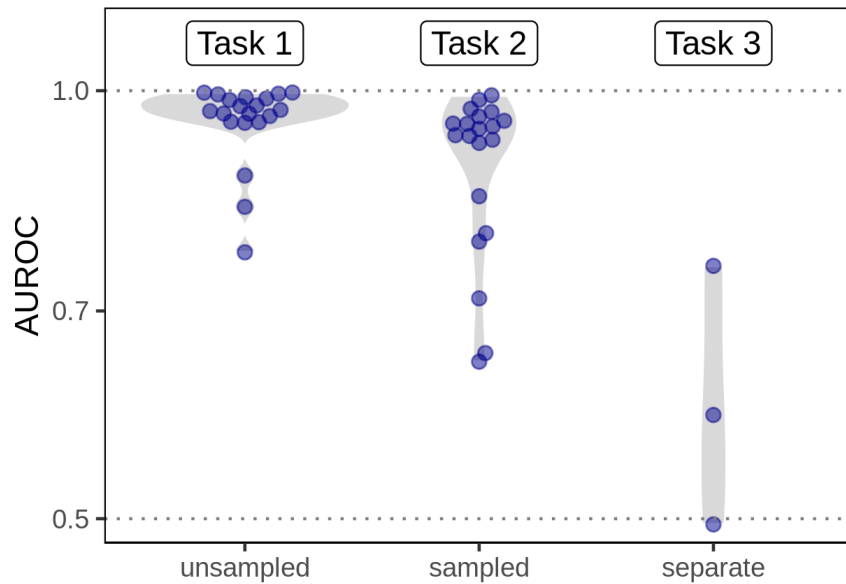 Task 1
Task 2
Task 3
1.0
AUROC
0.7
0.5
unsampled
sampled
separate